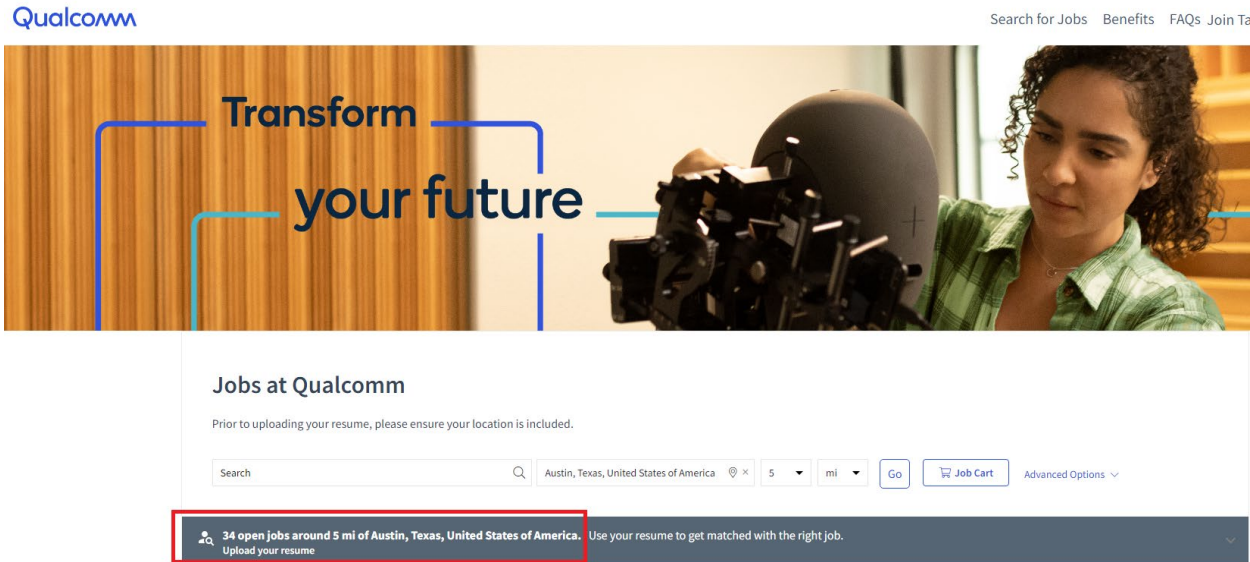 Qualcomm
Search for Jobs Benefits FAQs Join
Transform
your future
Jobs at Qualcomm
Prior to uploading your resume, please ensure your location is included.
Search Austin, Texas, United States of America × 5 mi Go Job Cart Advanced Options
34 open jobs around 5 mi of Austin, Texas, United States of America. Use your resume to get matched with the right job.
Upload your resume